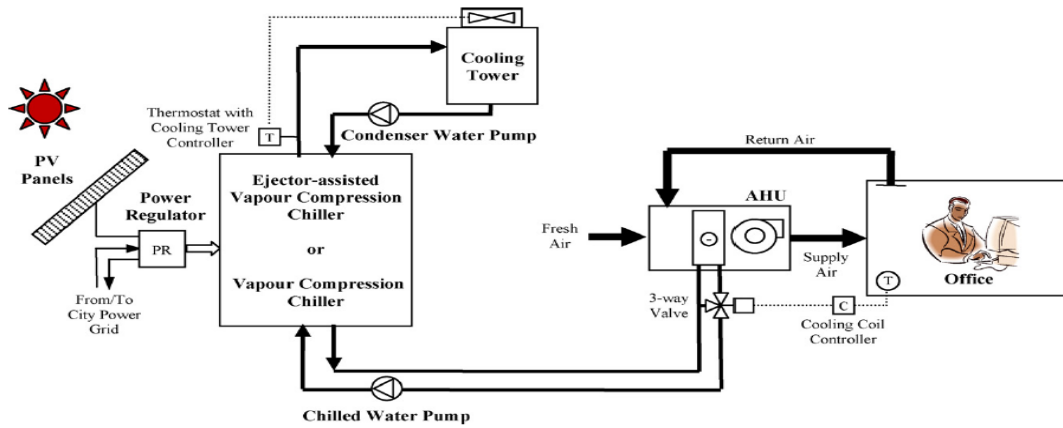 Cooling
Tower
Thermostat with
Cooling Tower
Controller
T
Condenser Water Pump
PV
Panels
Power
Regulator
PR
From/To
City Power
Grid
Ejector-assisted
Vapour Compression
Chiller
or
Vapour Compression
Chiller
Chilled Water Pump
Return Air
AHU
Fresh
Air
Supply
Air
Office
T
3-way
Valve
C
Cooling Coil
Controller